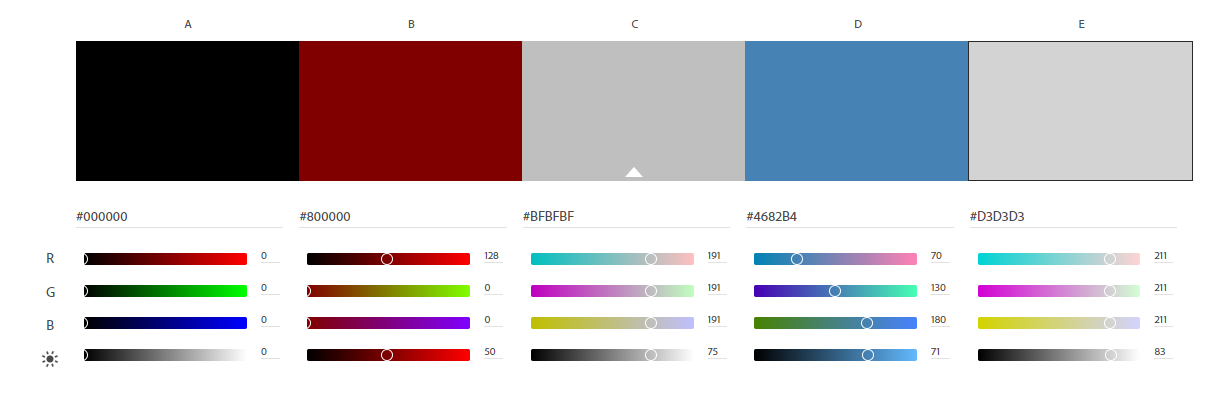 A B C D E
#000000 #800000 #BFBFBF #4682B4 #D3D3D3
R 0 128 191 70 211
G 0 0 191 130 211
B 0 0 191 180 211
0 50 75 71 83